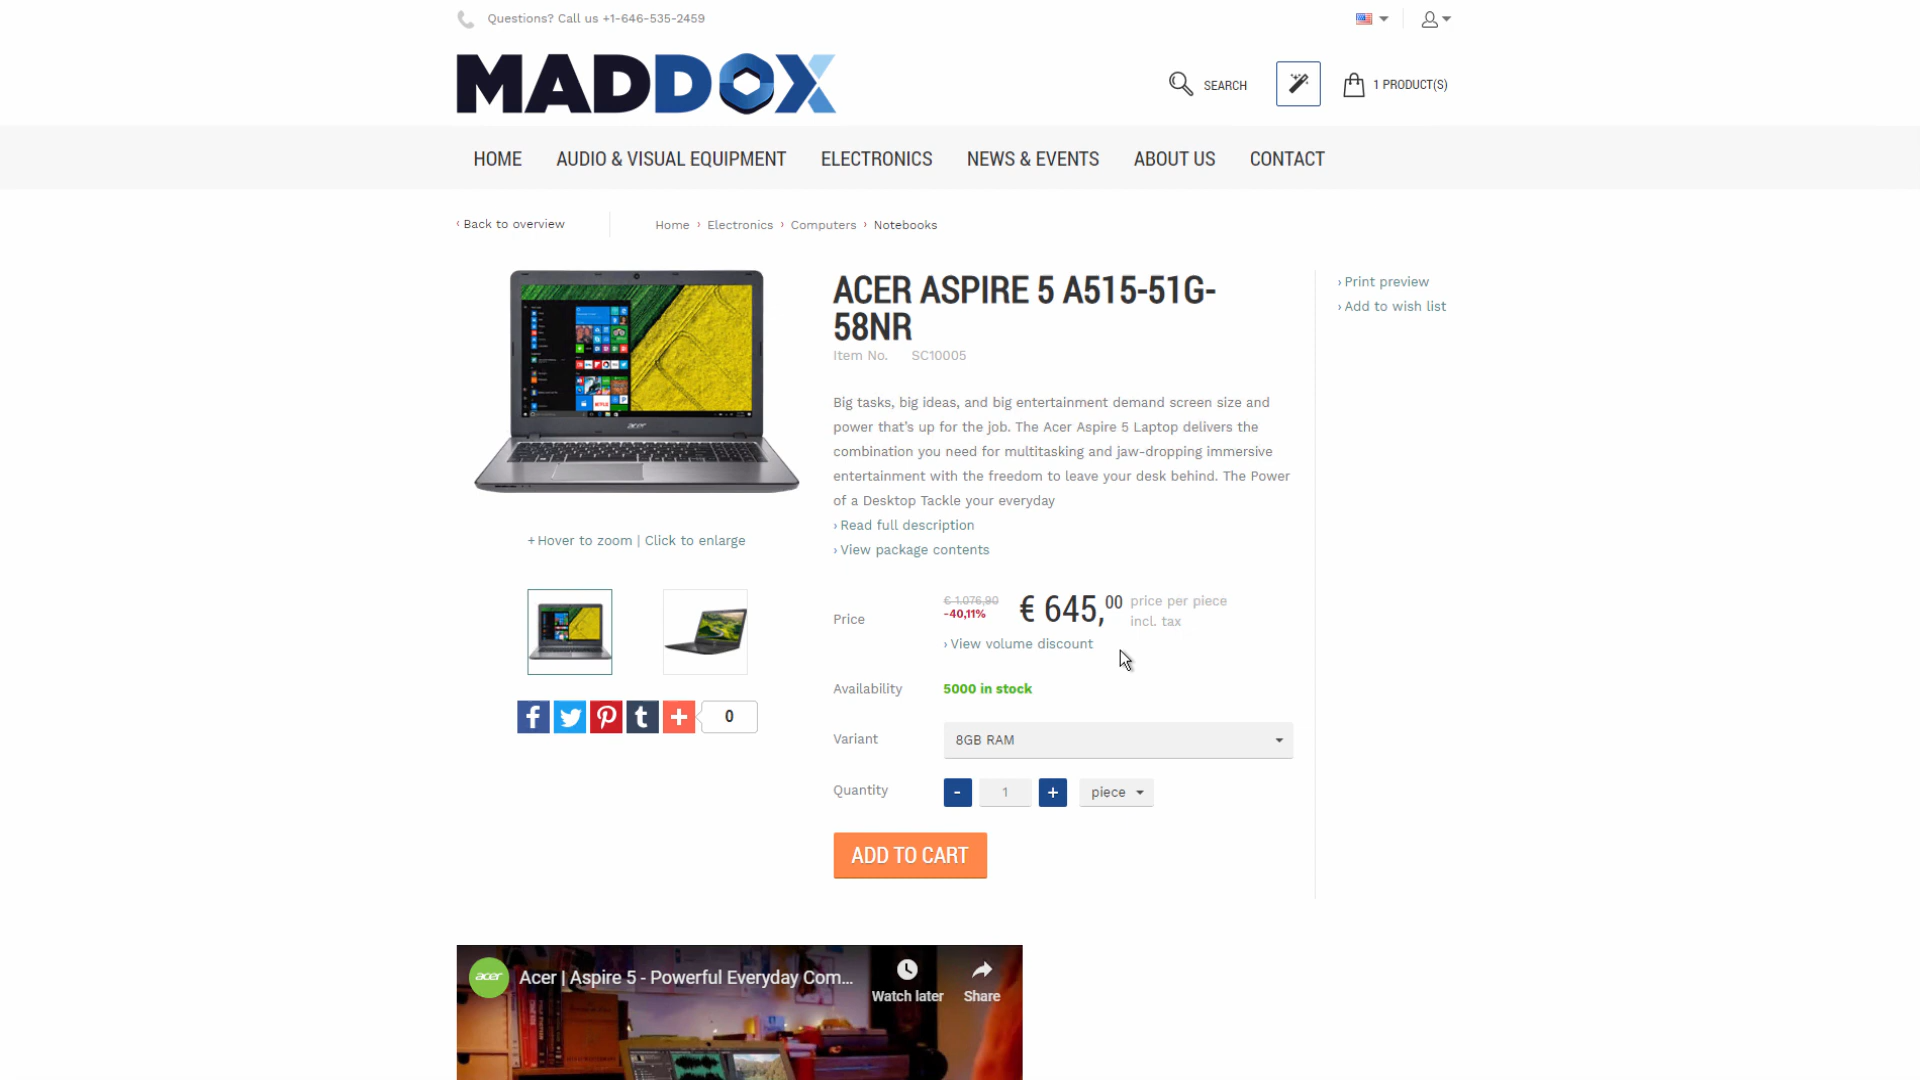 Questions? Call us +1-646-535-2459
MADDOX
SEARCH
1 PRODUCT(S)
HOME
AUDIO & VISUAL EQUIPMENT
ELECTRONICS
NEWS & EVENTS
ABOUT US
CONTACT
‹ Back to overview
Home › Electronics › Computers › Notebooks
ACER ASPIRE 5 A515-51G-
58NR
Item No. SC10005
› Print preview
› Add to wish list
Big tasks, big ideas, and big entertainment demand screen size and
power that’s up for the job. The Acer Aspire 5 Laptop delivers the
combination you need for multitasking and jaw-dropping immersive
entertainment with the freedom to leave your desk behind. The Power
of a Desktop Tackle your everyday
› Read full description
› View package contents
acer
+ Hover to zoom | Click to enlarge
0
Price
€ 1.076,90
-40,11%
€ 645,00
price per piece
incl. tax
› View volume discount
Availability
5000 in stock
Variant
8GB RAM
Quantity
-
1
+
piece
ADD TO CART
acer
Acer | Aspire 5 - Powerful Everyday Com...
Watch later
Share